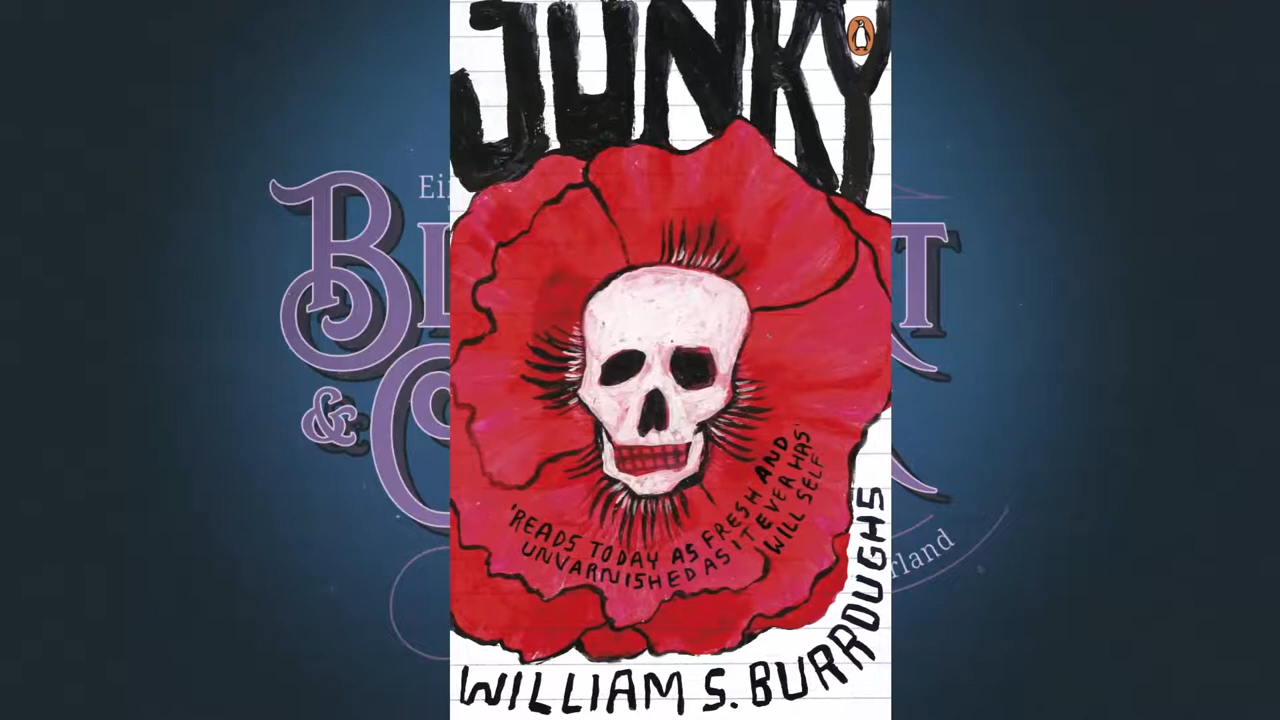 JUNKY
'READS TODAY AS FRESH AND
UNVARNISHED AS IT EVER HAS'
WILL SELF
WILLIAM S. BURROUGHS
&